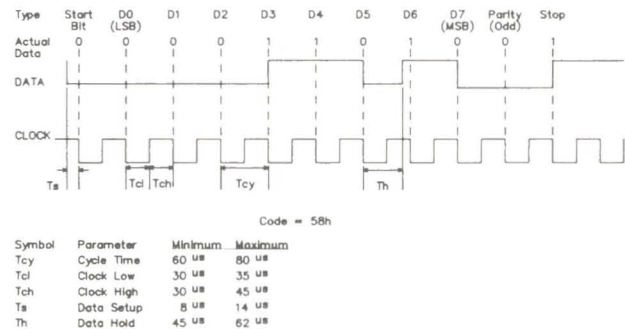 Type Start Bit D0 (LSB) D1 D2 D3 D4 D5 D6 D7 (MSB) Parity (Odd) Stop
Actual Data 0 0 0 0 1 1 0 1 0 0 1
DATA
CLOCK
Ts Tcl Tch Tcy Th
Code = 58h
Symbol Parameter Minimum Maximum
Tcy Cycle Time 60 us 80 us
Tcl Clock Low 30 us 35 us
Tch Clock High 30 us 45 us
Ts Data Setup 8 us 14 us
Th Data Hold 45 us 62 us